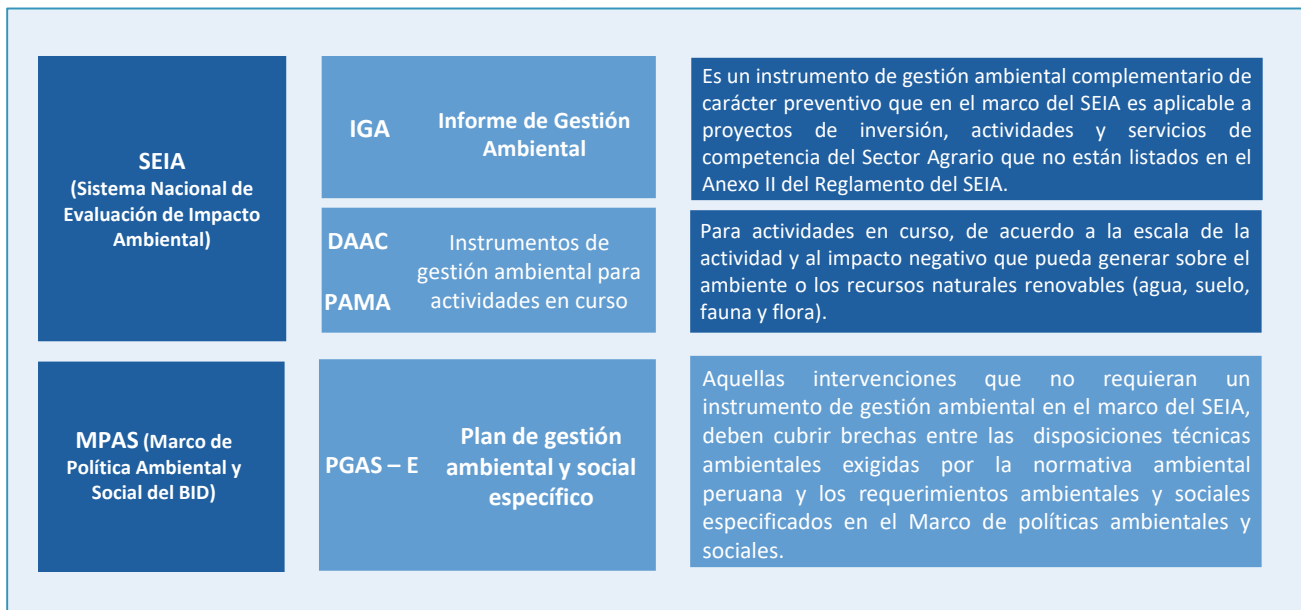 SEIA
(Sistema Nacional de
Evaluación de Impacto
Ambiental)
IGA
Informe de Gestión
Ambiental
Es un instrumento de gestión ambiental complementario de
carácter preventivo que en el marco del SEIA es aplicable a
proyectos de inversión, actividades y servicios de
competencia del Sector Agrario que no están listados en el
Anexo II del Reglamento del SEIA.
DAAC
PAMA
Instrumentos de
gestión ambiental para
actividades en curso
Para actividades en curso, de acuerdo a la escala de la
actividad y al impacto negativo que pueda generar sobre el
ambiente o los recursos naturales renovables (agua, suelo,
fauna y flora).
MPAS (Marco de
Política Ambiental y
Social del BID)
PGAS – E
Plan de gestión
ambiental y social
específico
Aquellas intervenciones que no requieran un
instrumento de gestión ambiental en el marco del SEIA,
deben cubrir brechas entre las disposiciones técnicas
ambientales exigidas por la normativa ambiental
peruana y los requerimientos ambientales y sociales
especificados en el Marco de políticas ambientales y
sociales.